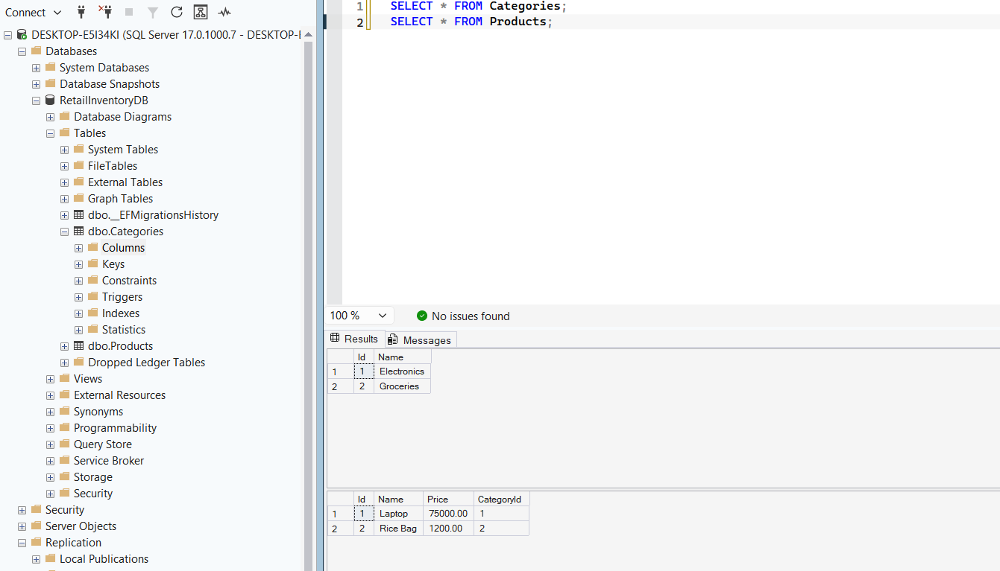 Connect
DESKTOP-E5I34KI (SQL Server 17.0.1000.7 - DESKTOP-
Databases
System Databases
Database Snapshots
RetailInventoryDB
Database Diagrams
Tables
System Tables
FileTables
External Tables
Graph Tables
dbo.__EFMigrationsHistory
dbo.Categories
Columns
Keys
Constraints
Triggers
Indexes
Statistics
dbo.Products
Dropped Ledger Tables
Views
External Resources
Synonyms
Programmability
Query Store
Service Broker
Storage
Security
Security
Server Objects
Replication
Local Publications
1 SELECT * FROM Categories;
2 SELECT * FROM Products;
100 % No issues found
Results Messages
Id Name
1 1 Electronics
2 2 Groceries
Id Name Price CategoryId
1 1 Laptop 75000.00 1
2 2 Rice Bag 1200.00 2